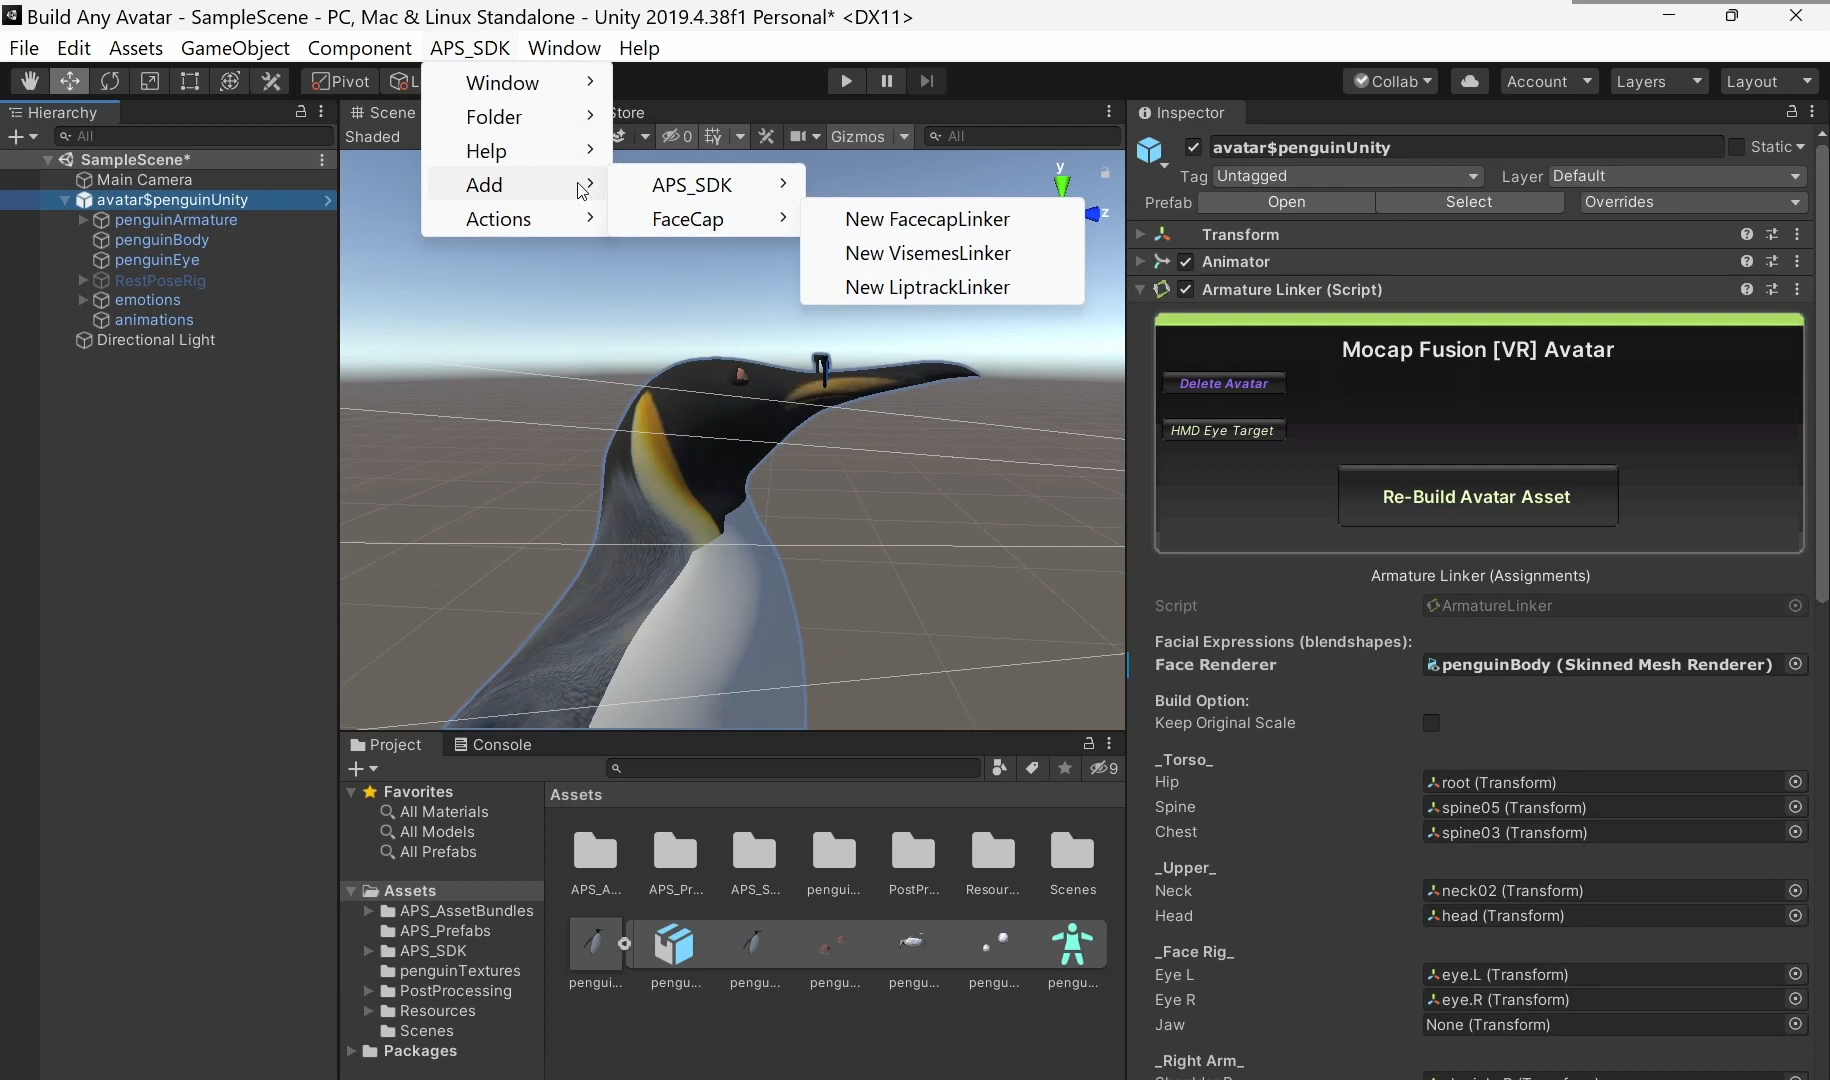 Build Any Avatar - SampleScene - PC, Mac & Linux Standalone - Unity 2019.4.38f1 Personal* <DX11>
File Edit Assets GameObject Component APS_SDK Window Help
Pivot L
Collab Account Layers Layout
Window
Folder
Help
Add
Actions
APS_SDK
FaceCap
New FacecapLinker
New VisemesLinker
New LiptrackLinker
Hierarchy
All
SampleScene*
Main Camera
avatar$penguinUnity
penguinArmature
penguinBody
penguinEye
RestPoseRig
emotions
animations
Directional Light
Scene
Store
Shaded
0 Gizmos All
y
z
Inspector
avatar$penguinUnity Static
Tag Untagged Layer Default
Prefab Open Select Overrides
Transform
Animator
Armature Linker (Script)
Mocap Fusion [VR] Avatar
Delete Avatar
HMD Eye Target
Re-Build Avatar Asset
Armature Linker (Assignments)
Script ArmatureLinker
Facial Expressions (blendshapes):
Face Renderer penguinBody (Skinned Mesh Renderer)
Build Option:
Keep Original Scale
_Torso_
Hip root (Transform)
Spine spine05 (Transform)
Chest spine03 (Transform)
_Upper_
Neck neck02 (Transform)
Head head (Transform)
_Face Rig_
Eye L eye.L (Transform)
Eye R eye.R (Transform)
Jaw None (Transform)
_Right Arm_
Project Console
9
Favorites
All Materials
All Models
All Prefabs
Assets
APS_AssetBundles
APS_Prefabs
APS_SDK
penguinTextures
PostProcessing
Resources
Scenes
Packages
Assets
APS_A... APS_Pr... APS_S... pengui... PostPr... Resour... Scenes
pengui... pengu... pengu... pengu... pengu... pengu... pengu...